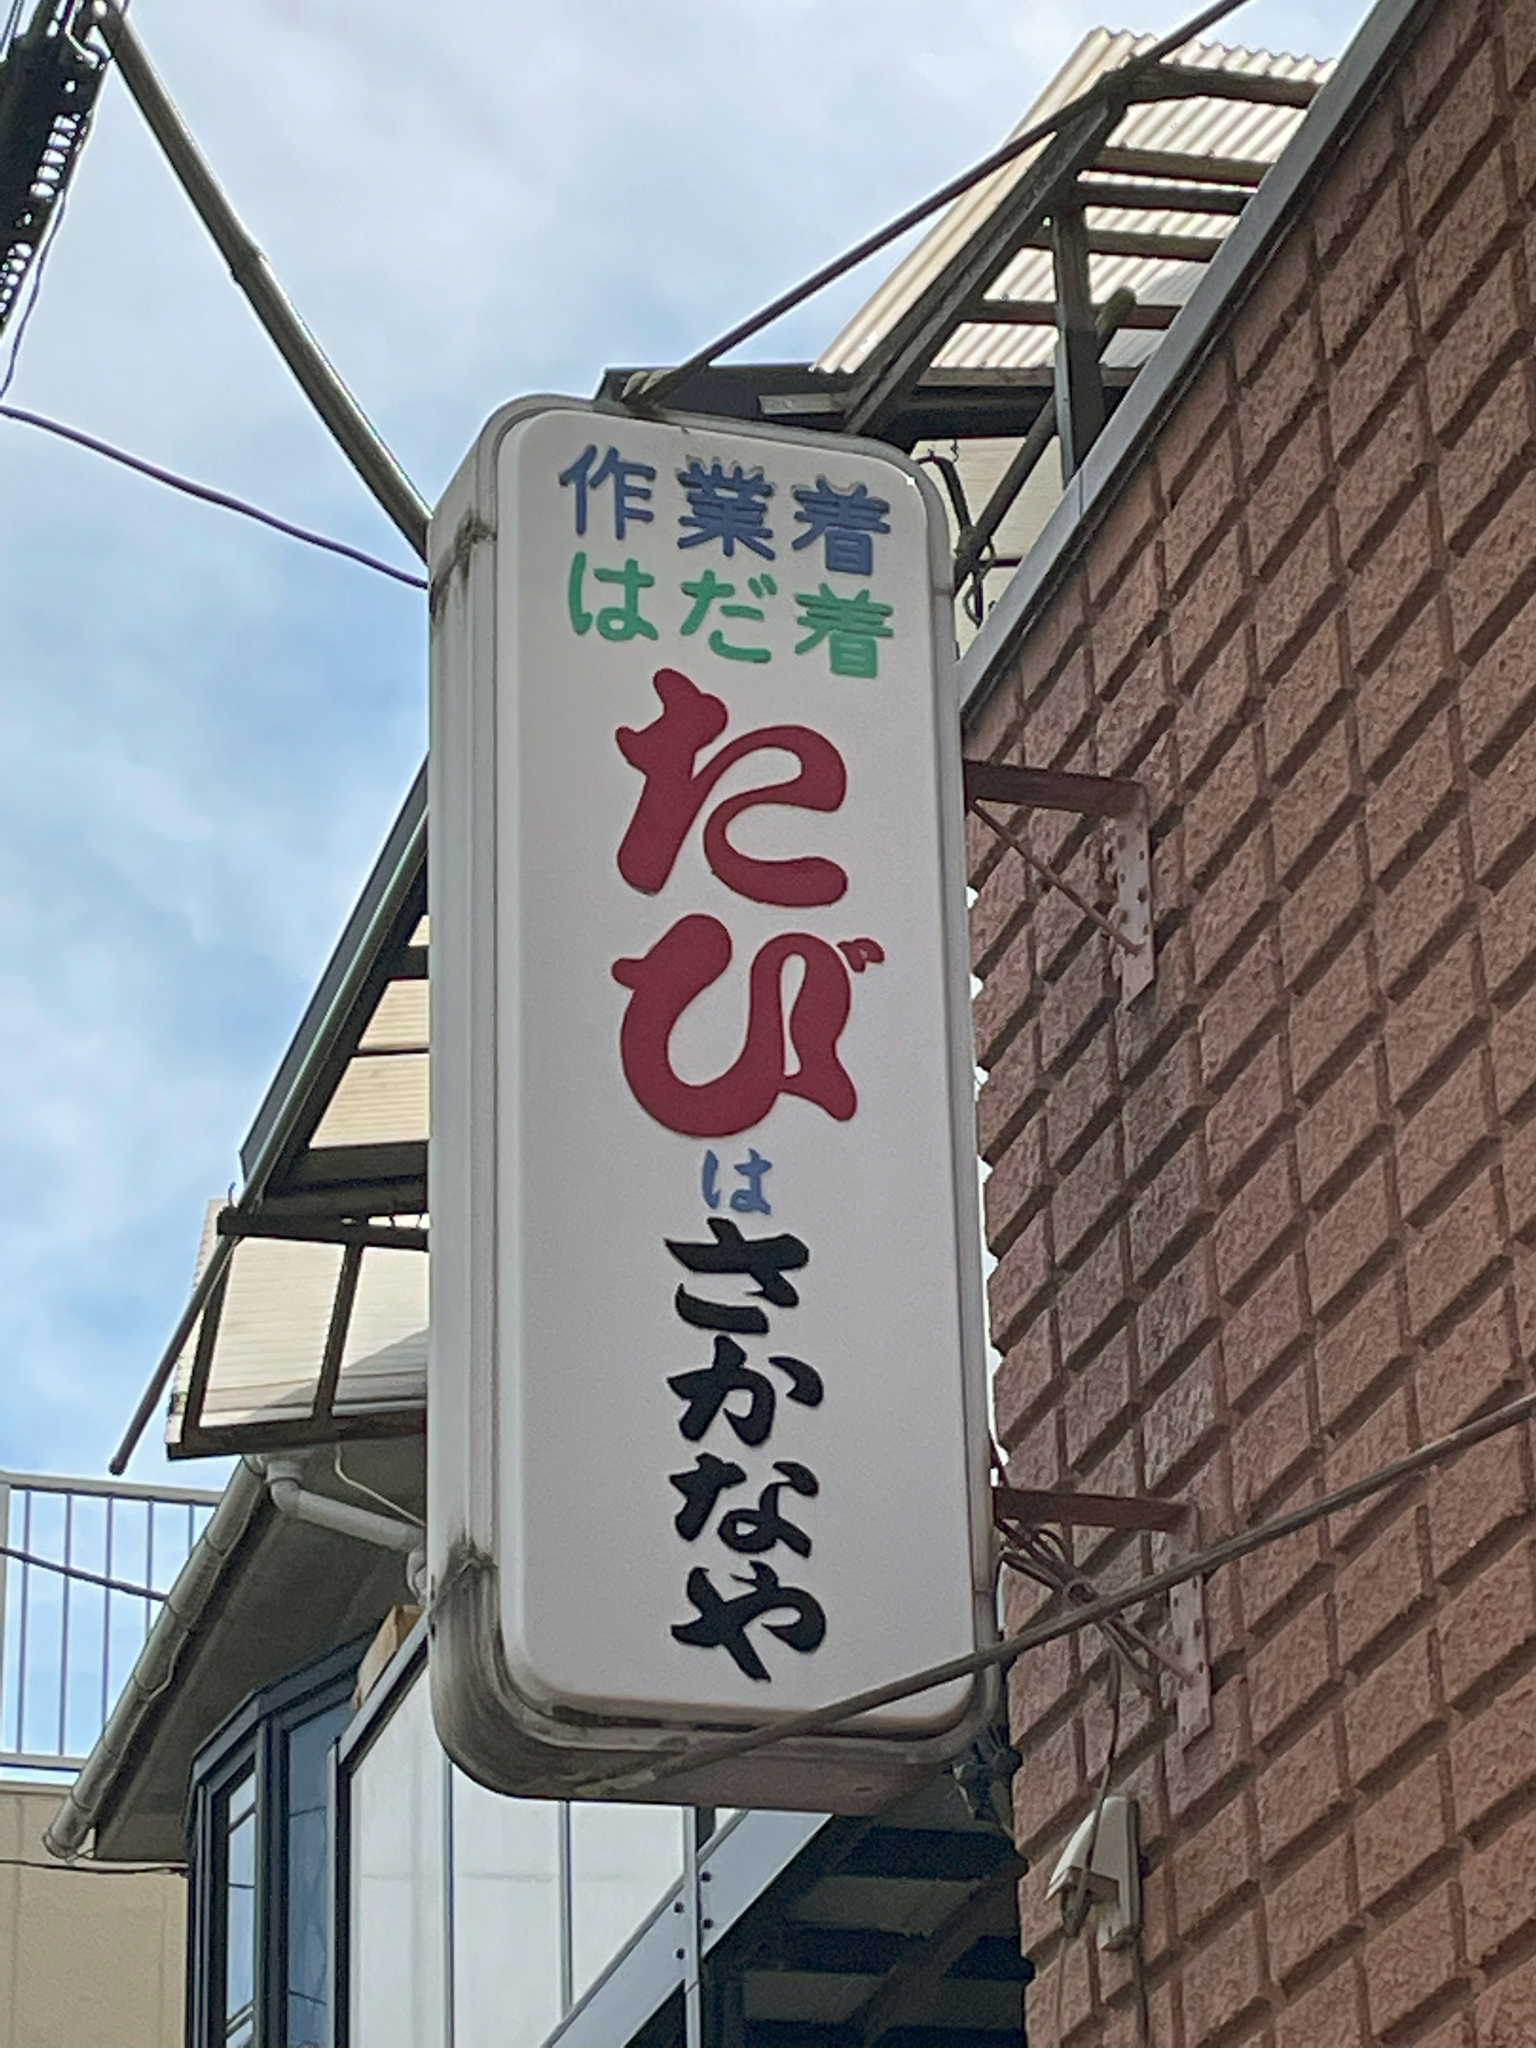 作業着
はだ着
たび
は
さかなや